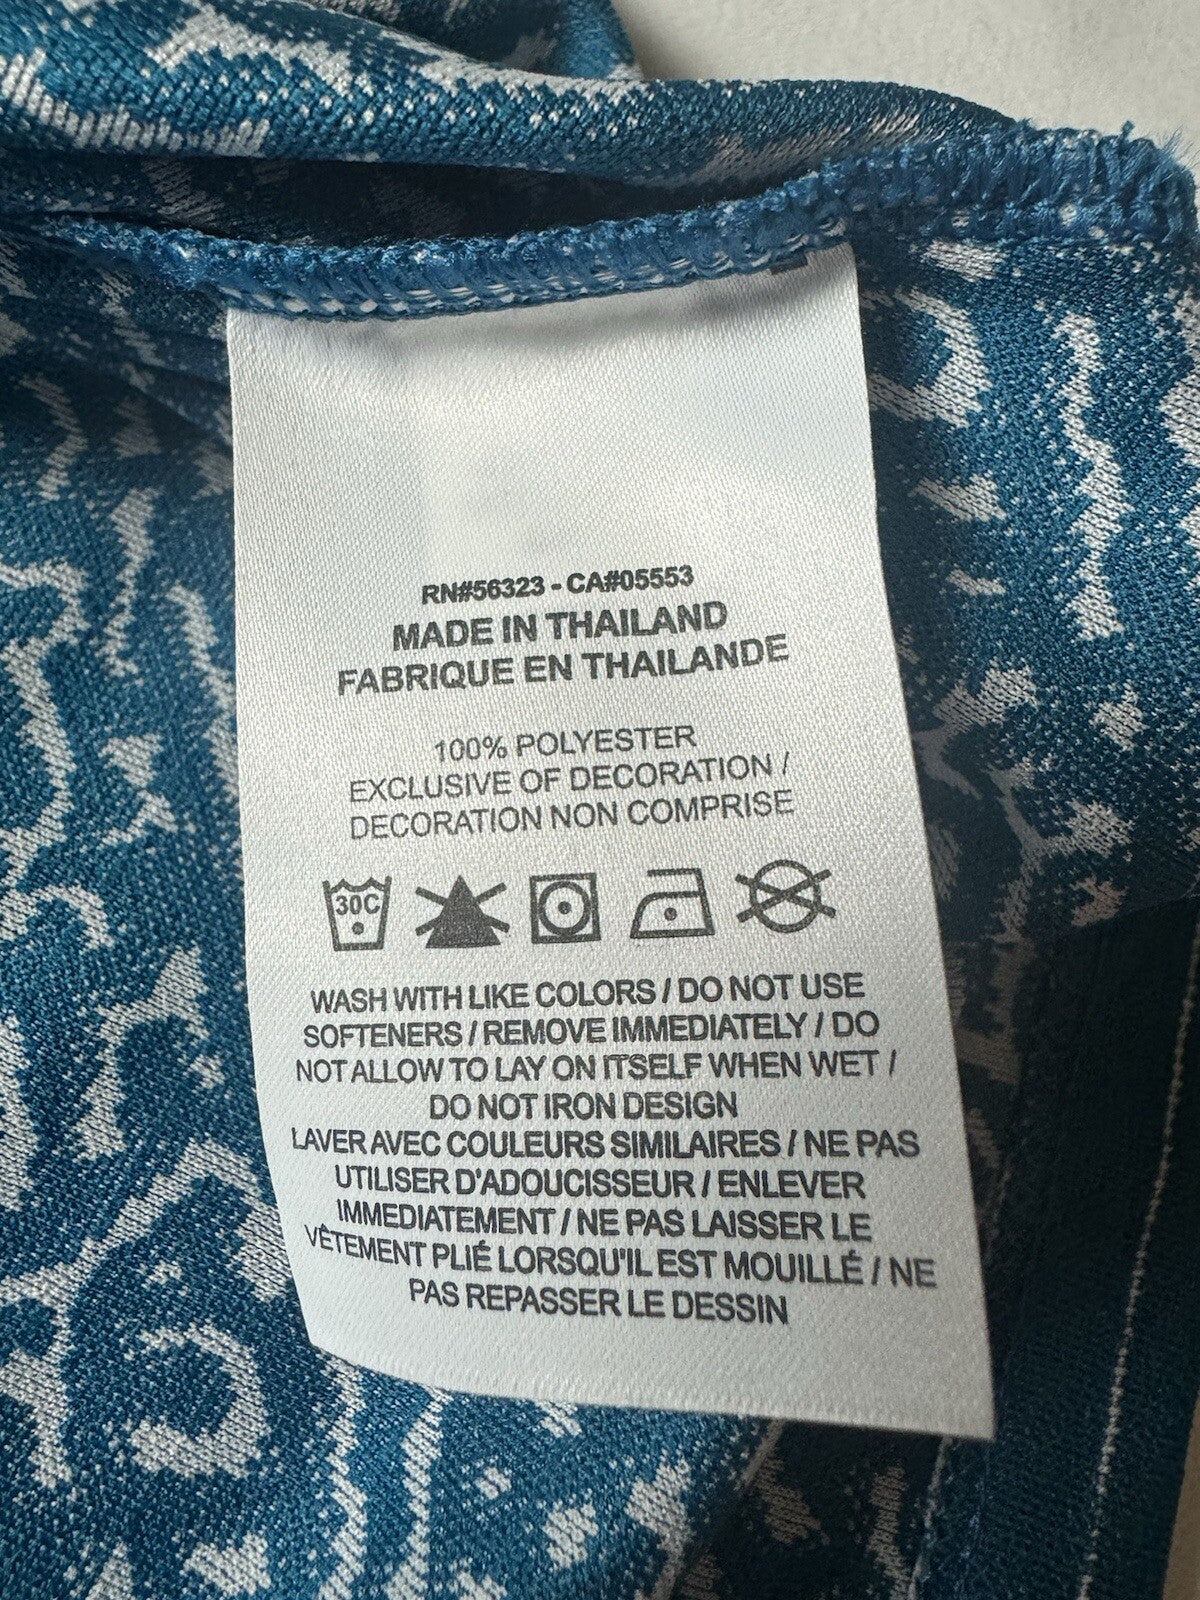 RN#56323 - CA#05553
MADE IN THAILAND
FABRIQUE EN THAILANDE
100% POLYESTER
EXCLUSIVE OF DECORATION /
DECORATION NON COMPRISE
30C
WASH WITH LIKE COLORS / DO NOT USE
SOFTENERS / REMOVE IMMEDIATELY / DO
NOT ALLOW TO LAY ON ITSELF WHEN WET /
DO NOT IRON DESIGN
LAVER AVEC COULEURS SIMILAIRES / NE PAS
UTILISER D'ADOUCISSEUR / ENLEVER
IMMEDIATEMENT / NE PAS LAISSER LE
VÊTEMENT PLIÉ LORSQU'IL EST MOUILLÉ / NE
PAS REPASSER LE DESSIN